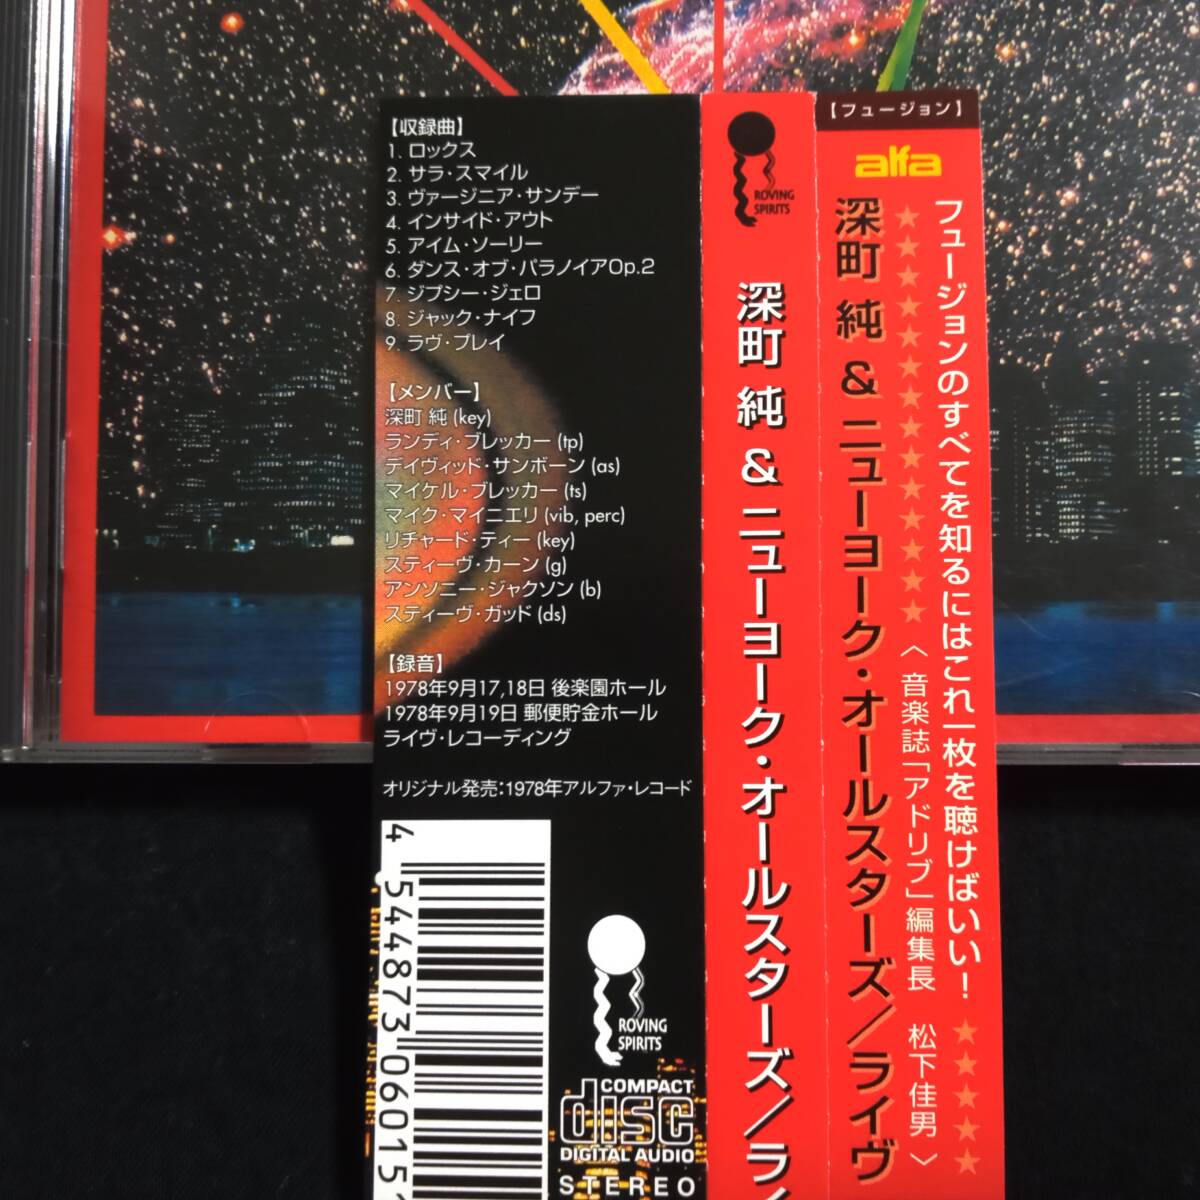 【収録曲】
1. ロックス
2. サラ・スマイル
3. ヴァージニア・サンデー
4. インサイド・アウト
5. アイム・ソーリー
6. ダンス・オブ・パラノイアOp.2
7. ジプシー・ジェロ
8. ジャック・ナイフ
9. ラヴ・プレイ
【メンバー】
深町 純 (key)
ランディ・ブレッカー (tp)
デイヴィッド・サンボーン (as)
マイケル・ブレッカー (ts)
マイク・マイニエリ (vib, perc)
リチャード・ティー (key)
スティーヴ・カーン (g)
アンソニー・ジャクソン (b)
スティーヴ・ガッド (ds)
【録音】
1978年9月17,18日 後楽園ホール
1978年9月19日 郵便貯金ホール
ライヴ・レコーディング
オリジナル発売：1978年アルファ・レコード
4 544873 06015
ROVING
SPIRITS
COMPACT
disc
DIGITAL AUDIO
STEREO
ROVING
SPIRITS
深町 純 & ニューヨーク・オールスターズ／ラ
【フュージョン】
alfa
深町 純 & ニューヨーク・オールスターズ／ライヴ
フュージョンのすべてを知るにはこれ一枚を聴けばいい！
★★★★★★★★★★★★★★〈音楽誌「アドリブ」編集長 松下佳男〉★★★★★